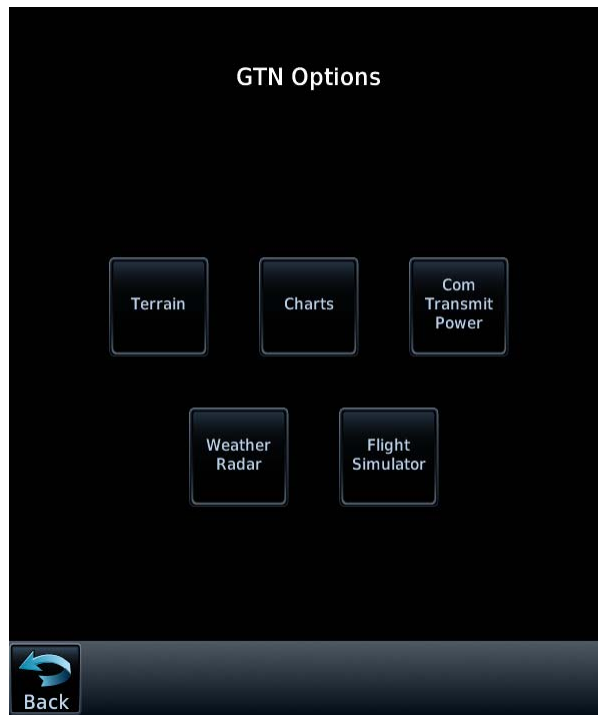 GTN Options
Terrain
Charts
Com
Transmit
Power
Weather
Radar
Flight
Simulator
Back